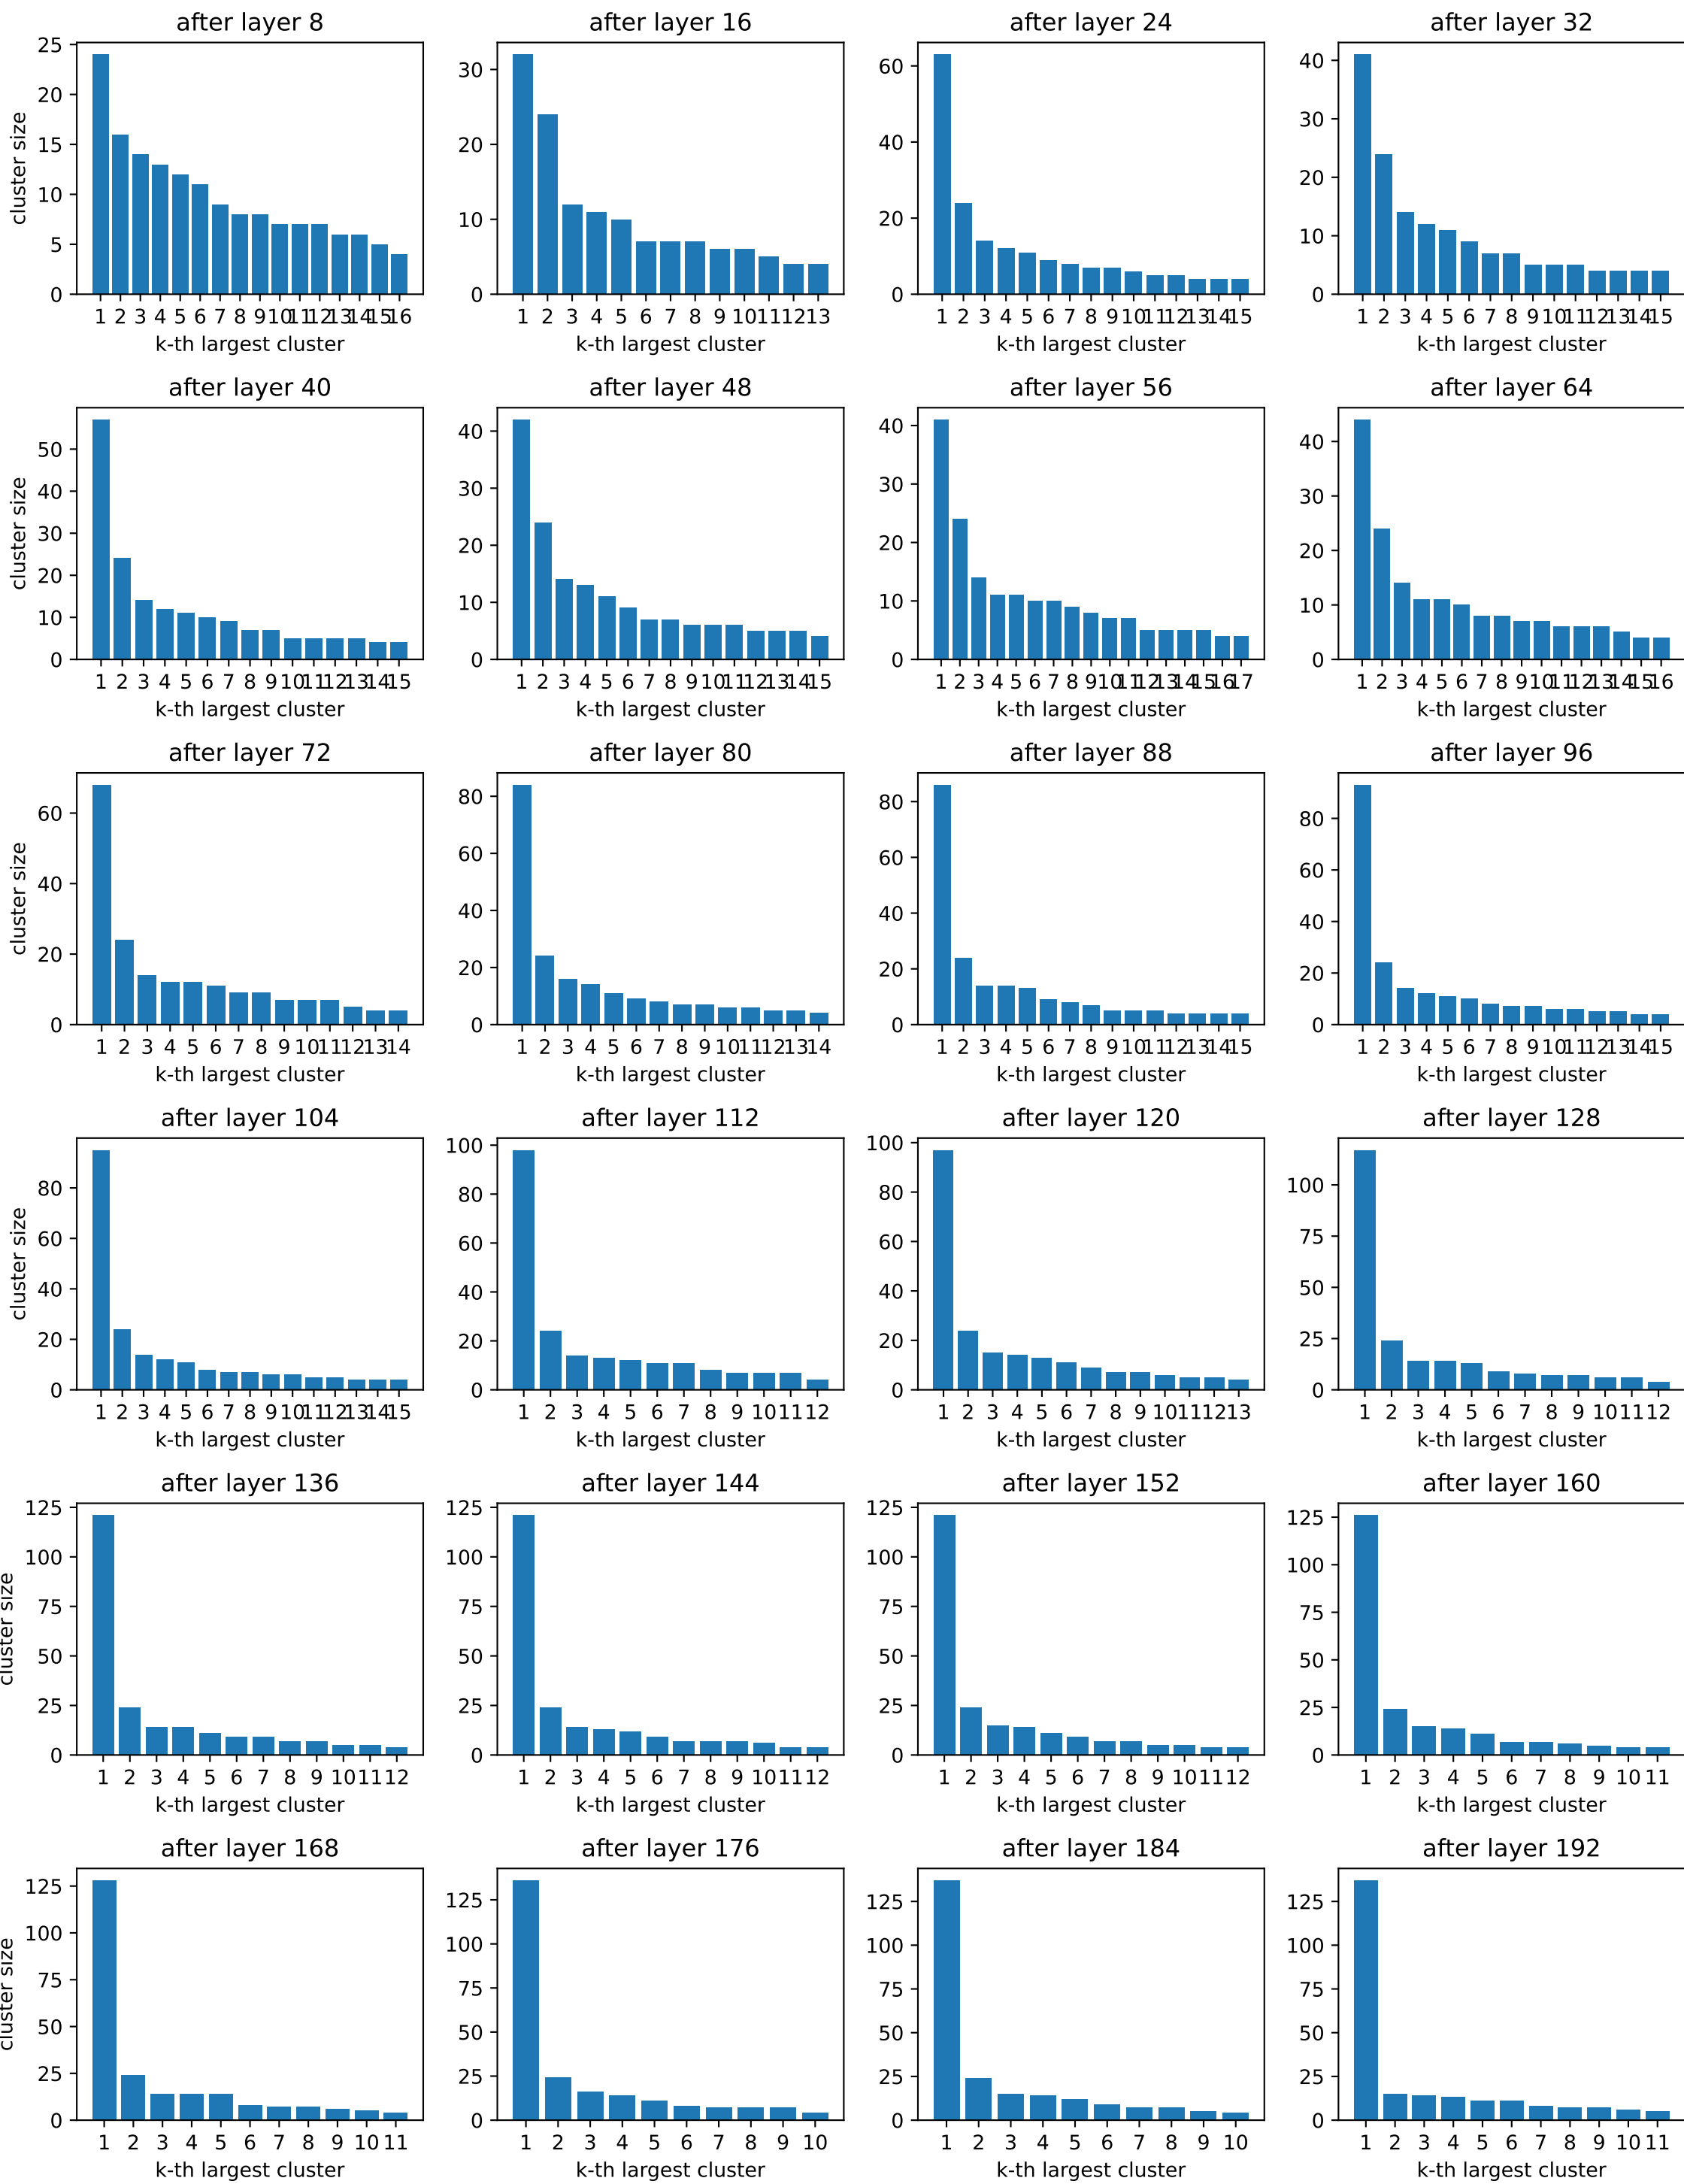 after layer 8
after layer 16
after layer 24
after layer 32
cluster size
0 5 10 15 20 25
1 2 3 4 5 6 7 8 9 10 11 12 13 14 15 16
k-th largest cluster
0 10 20 30
1 2 3 4 5 6 7 8 9 10 11 12 13
k-th largest cluster
0 20 40 60
1 2 3 4 5 6 7 8 9 10 11 12 13 14 15
k-th largest cluster
0 10 20 30 40
1 2 3 4 5 6 7 8 9 10 11 12 13 14 15
k-th largest cluster
after layer 40
after layer 48
after layer 56
after layer 64
cluster size
0 10 20 30 40 50
1 2 3 4 5 6 7 8 9 10 11 12 13 14 15
k-th largest cluster
0 10 20 30 40
1 2 3 4 5 6 7 8 9 10 11 12 13 14 15
k-th largest cluster
0 10 20 30 40
1 2 3 4 5 6 7 8 9 10 11 12 13 14 15 16 17
k-th largest cluster
0 10 20 30 40
1 2 3 4 5 6 7 8 9 10 11 12 13 14 15 16
k-th largest cluster
after layer 72
after layer 80
after layer 88
after layer 96
cluster size
0 20 40 60
1 2 3 4 5 6 7 8 9 10 11 12 13 14
k-th largest cluster
0 20 40 60 80
1 2 3 4 5 6 7 8 9 10 11 12 13 14
k-th largest cluster
0 20 40 60 80
1 2 3 4 5 6 7 8 9 10 11 12 13 14 15
k-th largest cluster
0 20 40 60 80
1 2 3 4 5 6 7 8 9 10 11 12 13 14 15
k-th largest cluster
after layer 104
after layer 112
after layer 120
after layer 128
cluster size
0 20 40 60 80
1 2 3 4 5 6 7 8 9 10 11 12 13 14 15
k-th largest cluster
0 20 40 60 80 100
1 2 3 4 5 6 7 8 9 10 11 12
k-th largest cluster
0 20 40 60 80 100
1 2 3 4 5 6 7 8 9 10 11 12 13
k-th largest cluster
0 25 50 75 100
1 2 3 4 5 6 7 8 9 10 11 12
k-th largest cluster
after layer 136
after layer 144
after layer 152
after layer 160
cluster size
0 25 50 75 100 125
1 2 3 4 5 6 7 8 9 10 11 12
k-th largest cluster
0 25 50 75 100 125
1 2 3 4 5 6 7 8 9 10 11 12
k-th largest cluster
0 25 50 75 100 125
1 2 3 4 5 6 7 8 9 10 11 12
k-th largest cluster
0 25 50 75 100 125
1 2 3 4 5 6 7 8 9 10 11
k-th largest cluster
after layer 168
after layer 176
after layer 184
after layer 192
cluster size
0 25 50 75 100 125
1 2 3 4 5 6 7 8 9 10 11
k-th largest cluster
0 25 50 75 100 125
1 2 3 4 5 6 7 8 9 10
k-th largest cluster
0 25 50 75 100 125
1 2 3 4 5 6 7 8 9 10
k-th largest cluster
0 25 50 75 100 125
1 2 3 4 5 6 7 8 9 10 11
k-th largest cluster